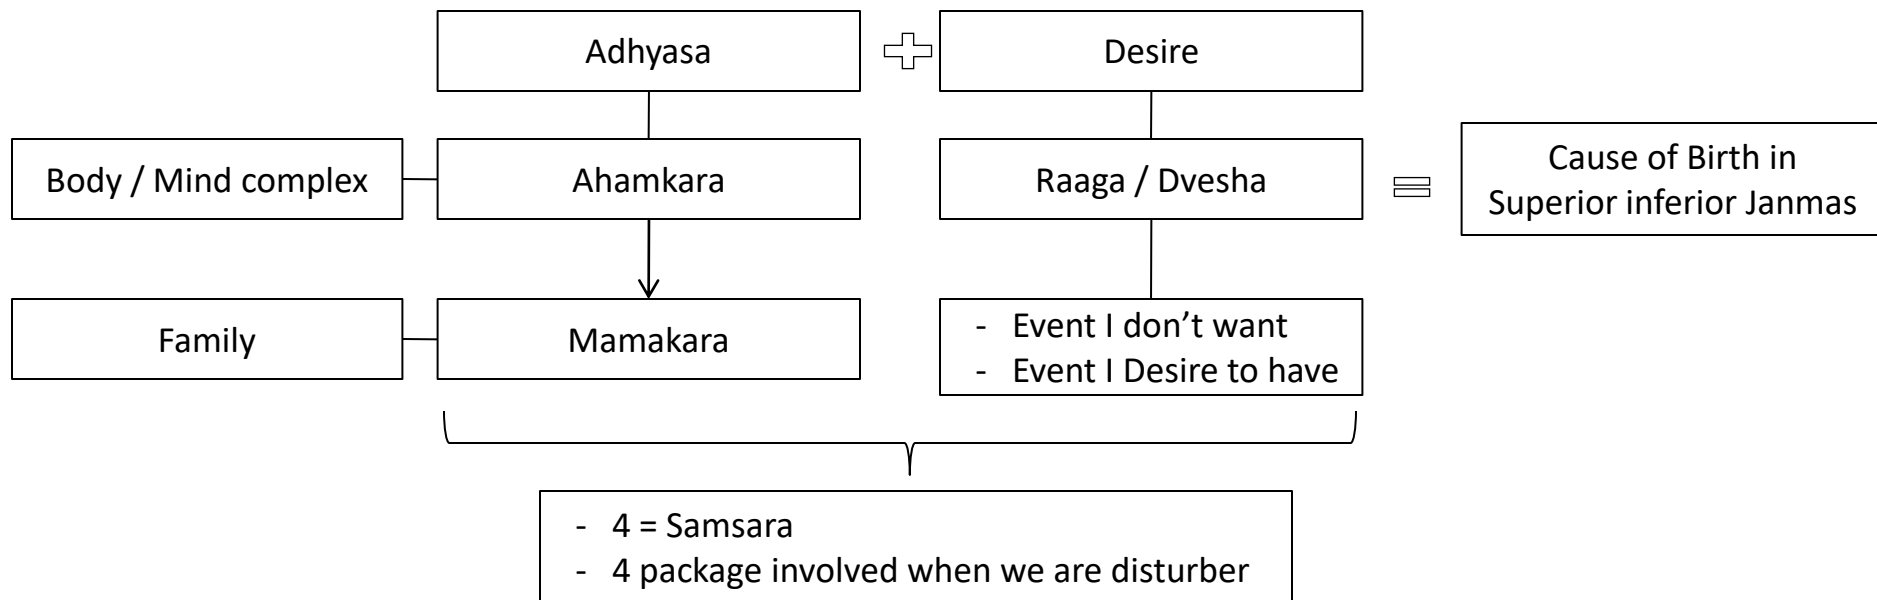 Adhyasa
Desire
Body / Mind complex
Ahamkara
Raaga / Dvesha
Cause of Birth in
Superior inferior Janmas
Family
Mamakara
- Event I don’t want
- Event I Desire to have
- 4 = Samsara
- 4 package involved when we are disturber